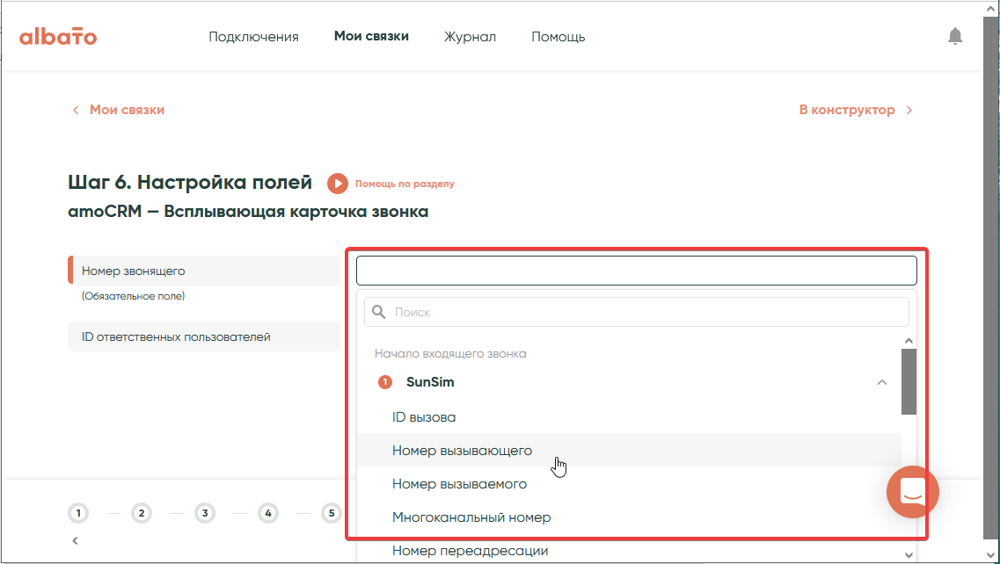 albato
Подключения
Мои связки
Журнал
Помощь
Мои связки
В конструктор
Шаг 6. Настройка полей
Помощь по разделу
amoCRM — Всплывающая карточка звонка
Номер звонящего
(Обязательное поле)
ID ответственных пользователей
Поиск
Начало входящего звонка
1 SunSim
ID вызова
Номер вызывающего
Номер вызываемого
Многоканальный номер
Номер переадресации
1 2 3 4 5